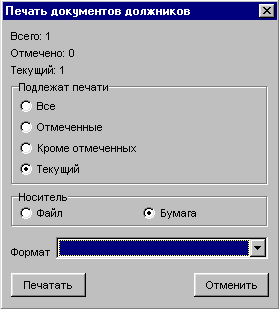 Печать документов должников
Всего: 1
Отмечено: 0
Текущий: 1
Подлежат печати
Все
Отмеченные
Кроме отмеченных
Текущий
Носитель
Файл Бумага
Формат
Печатать Отменить